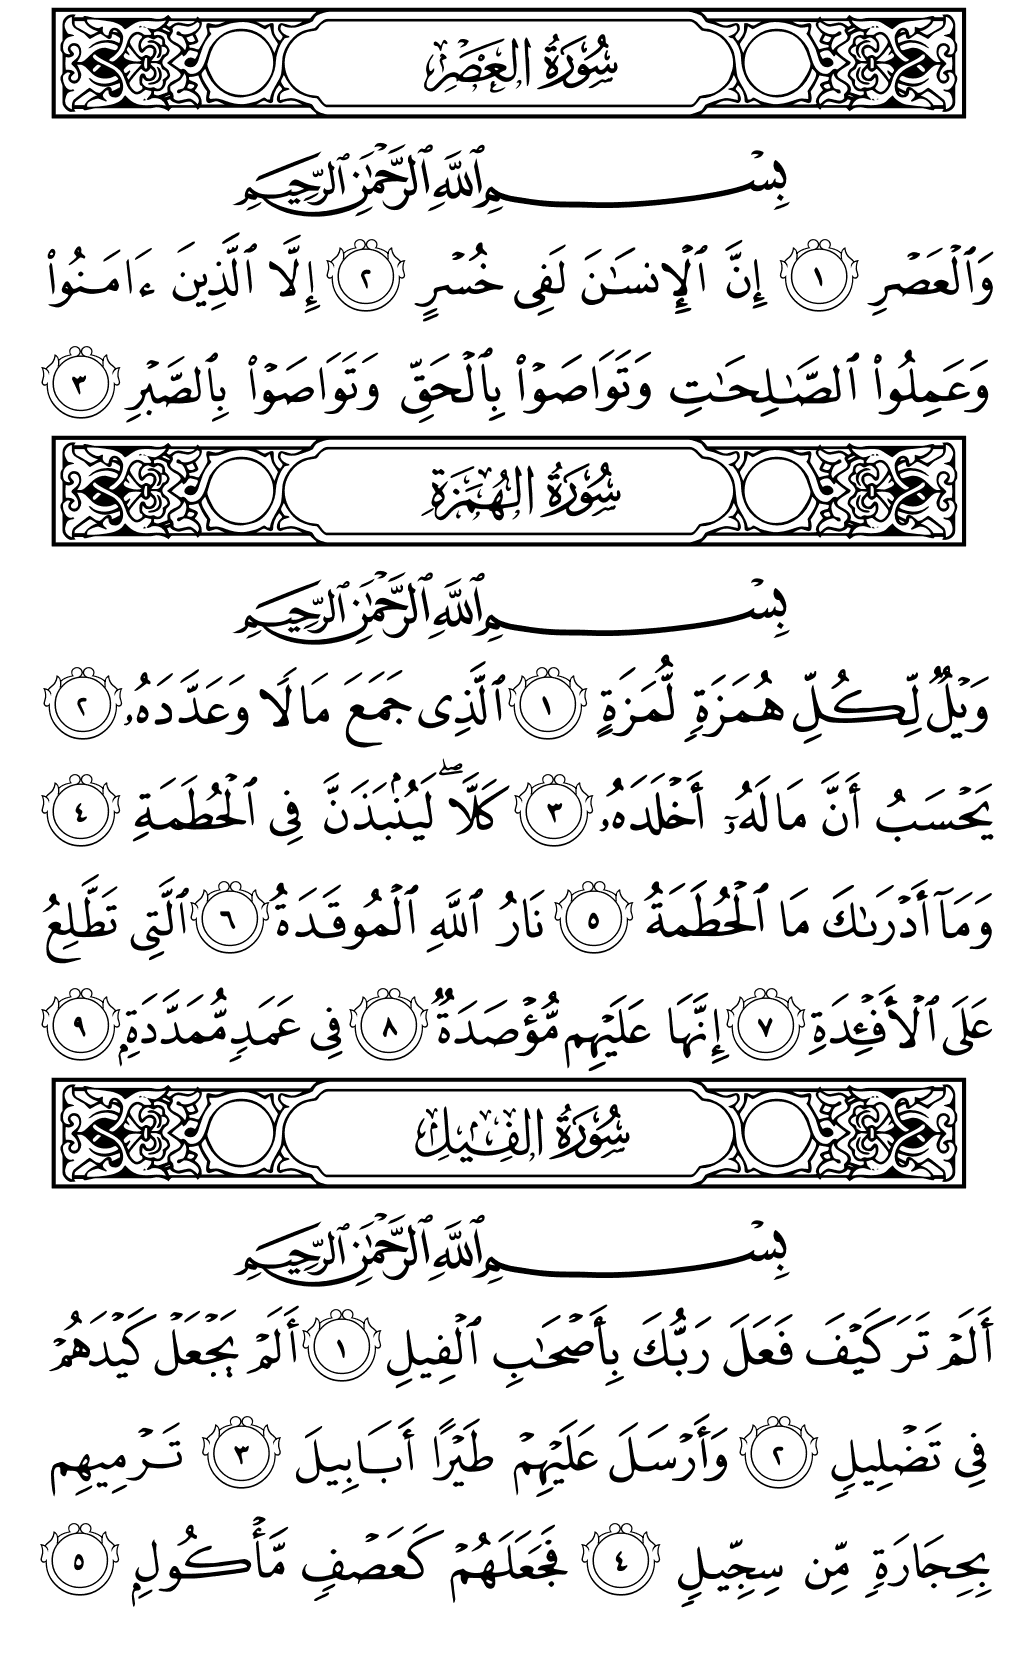 سُورَةُ العَصْرِ
بِسْمِ ٱللَّهِ ٱلرَّحْمَٰنِ ٱلرَّحِيمِ
وَٱلْعَصْرِ ١ إِنَّ ٱلْإِنسَـٰنَ لَفِى خُسْرٍ ٢ إِلَّا ٱلَّذِينَ ءَامَنُوا۟
وَعَمِلُوا۟ ٱلصَّـٰلِحَـٰتِ وَتَوَاصَوْا۟ بِٱلْحَقِّ وَتَوَاصَوْا۟ بِٱلصَّبْرِ ٣
سُورَةُ الهُمَزَةِ
بِسْمِ ٱللَّهِ ٱلرَّحْمَٰنِ ٱلرَّحِيمِ
وَيْلٌ لِّكُلِّ هُمَزَةٍ لُّمَزَةٍ ١ ٱلَّذِى جَمَعَ مَالًا وَعَدَّدَهُۥ ٢
يَحْسَبُ أَنَّ مَالَهُۥٓ أَخْلَدَهُۥ ٣ كَلَّا ۖ لَيُنۢبَذَنَّ فِى ٱلْحُطَمَةِ ٤
وَمَآ أَدْرَىٰكَ مَا ٱلْحُطَمَةُ ٥ نَارُ ٱللَّهِ ٱلْمُوقَدَةُ ٦ ٱلَّتِى تَطَّلِعُ
عَلَى ٱلْأَفْـِٔدَةِ ٧ إِنَّهَا عَلَيْهِم مُّؤْصَدَةٌ ٨ فِى عَمَدٍ مُّمَدَّدَةٍۭ ٩
سُورَةُ الفِيلِ
بِسْمِ ٱللَّهِ ٱلرَّحْمَٰنِ ٱلرَّحِيمِ
أَلَمْ تَرَ كَيْفَ فَعَلَ رَبُّكَ بِأَصْحَـٰبِ ٱلْفِيلِ ١ أَلَمْ يَجْعَلْ كَيْدَهُمْ
فِى تَضْلِيلٍ ٢ وَأَرْسَلَ عَلَيْهِمْ طَيْرًا أَبَابِيلَ ٣ تَرْمِيهِم
بِحِجَارَةٍ مِّن سِجِّيلٍ ٤ فَجَعَلَهُمْ كَعَصْفٍ مَّأْكُولٍۭ ٥